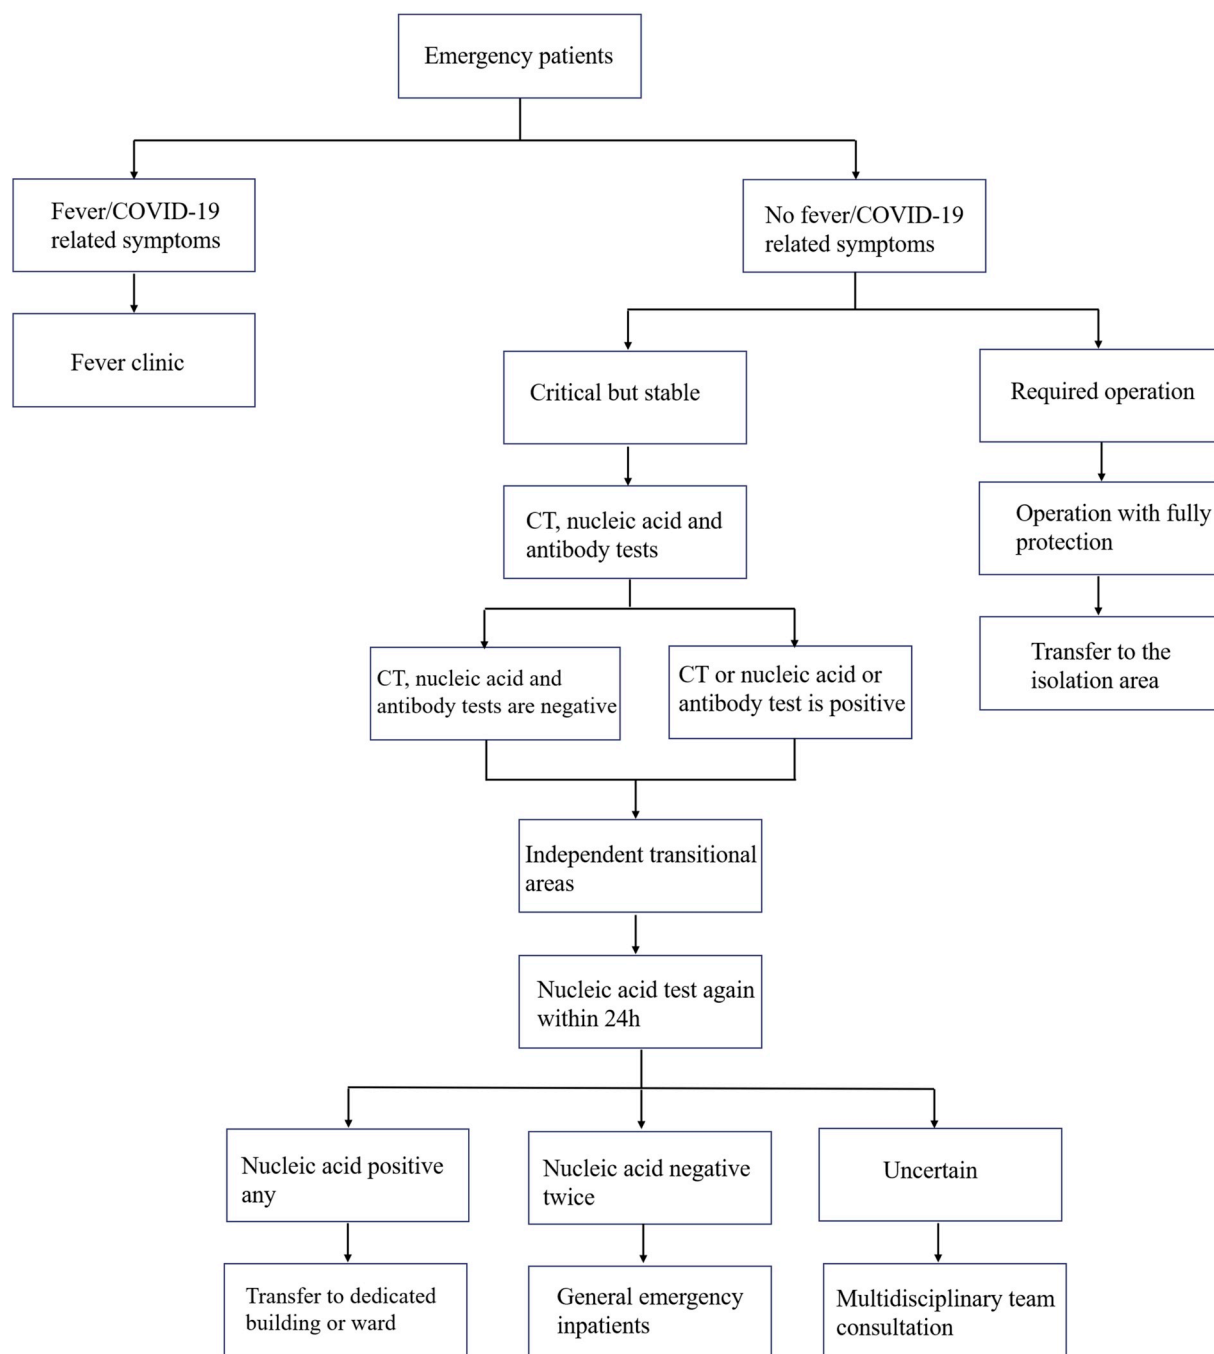 Emergency patients
Fever/COVID-19
related symptoms
No fever/COVID-19
related symptoms
Fever clinic
Critical but stable
Required operation
CT, nucleic acid and
antibody tests
Operation with fully
protection
CT, nucleic acid and
antibody tests are negative
CT or nucleic acid or
antibody test is positive
Transfer to the
isolation area
Independent transitional
areas
Nucleic acid test again
within 24h
Nucleic acid positive
any
Nucleic acid negative
twice
Uncertain
Transfer to dedicated
building or ward
General emergency
inpatients
Multidisciplinary team
consultation